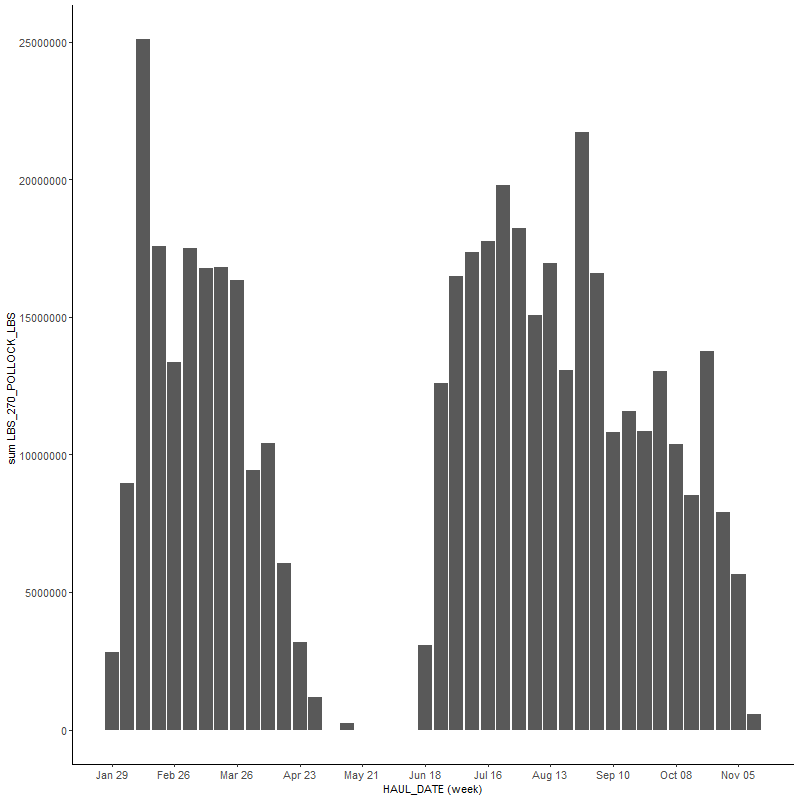 25000000
20000000
15000000
10000000
5000000
0
sum LBS_270_POLLOCK_LBS
Jan 29 Feb 26 Mar 26 Apr 23 May 21 Jun 18 Jul 16 Aug 13 Sep 10 Oct 08 Nov 05
HAUL_DATE (week)